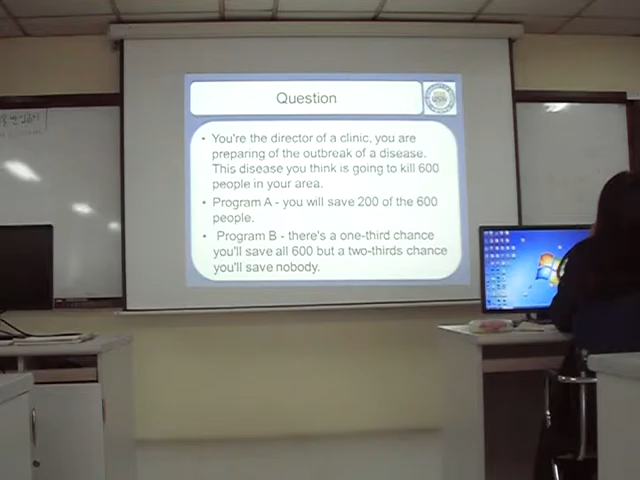 Question
• You're the director of a clinic, you are
preparing of the outbreak of a disease.
This disease you think is going to kill 600
people in your area.
• Program A - you will save 200 of the 600
people.
• Program B - there's a one-third chance
you'll save all 600 but a two-thirds chance
you'll save nobody.